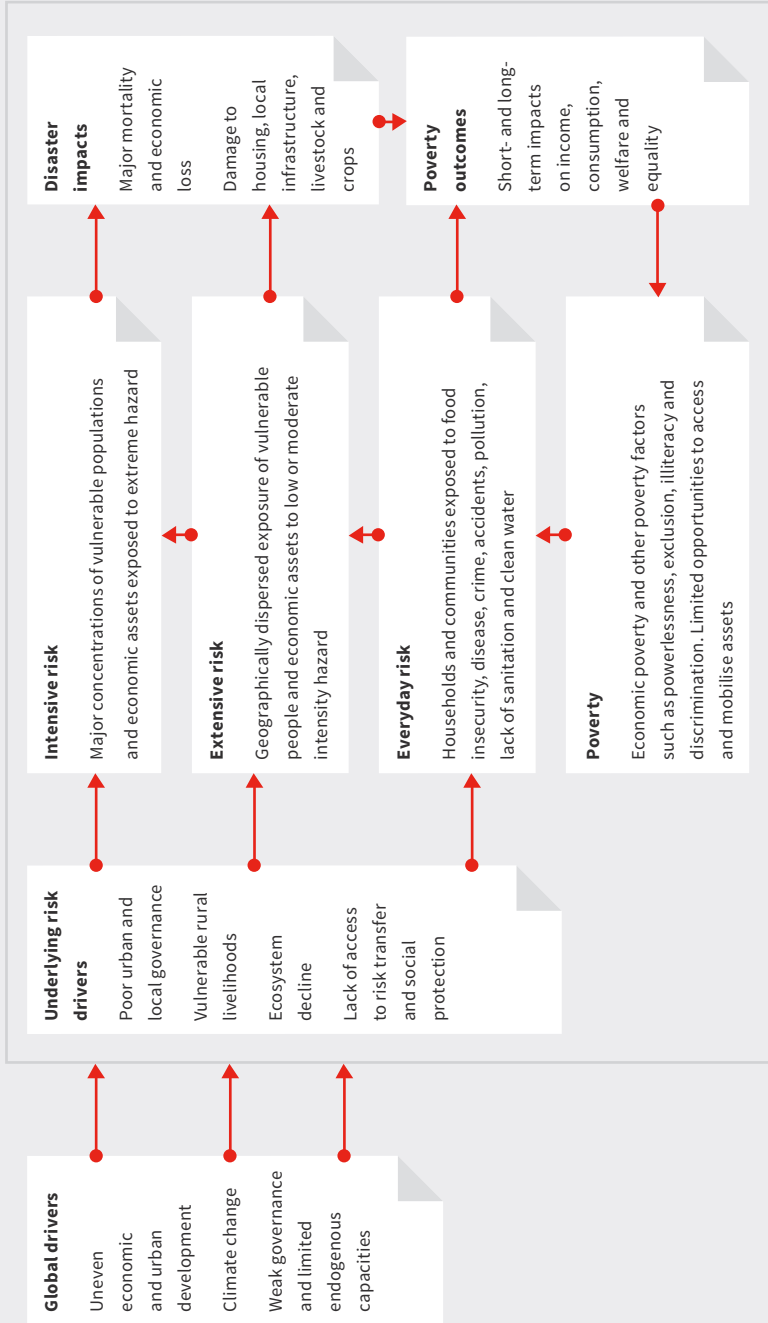 Global drivers
Uneven
economic
and urban
development
Climate change
Weak governance
and limited
endogenous
capacities
Underlying risk
drivers
Poor urban and
local governance
Vulnerable rural
livelihoods
Ecosystem
decline
Lack of access
to risk transfer
and social
protection
Intensive risk
Major concentrations of vulnerable populations
and economic assets exposed to extreme hazard
Extensive risk
Geographically dispersed exposure of vulnerable
people and economic assets to low or moderate
intensity hazard
Everyday risk
Households and communities exposed to food
insecurity, disease, crime, accidents, pollution,
lack of sanitation and clean water
Poverty
Economic poverty and other poverty factors
such as powerlessness, exclusion, illiteracy and
discrimination. Limited opportunities to access
and mobilise assets
Disaster
impacts
Major mortality
and economic
loss
Damage to
housing, local
infrastructure,
livestock and
crops
Poverty
outcomes
Short- and long-
term impacts
on income,
consumption,
welfare and
equality